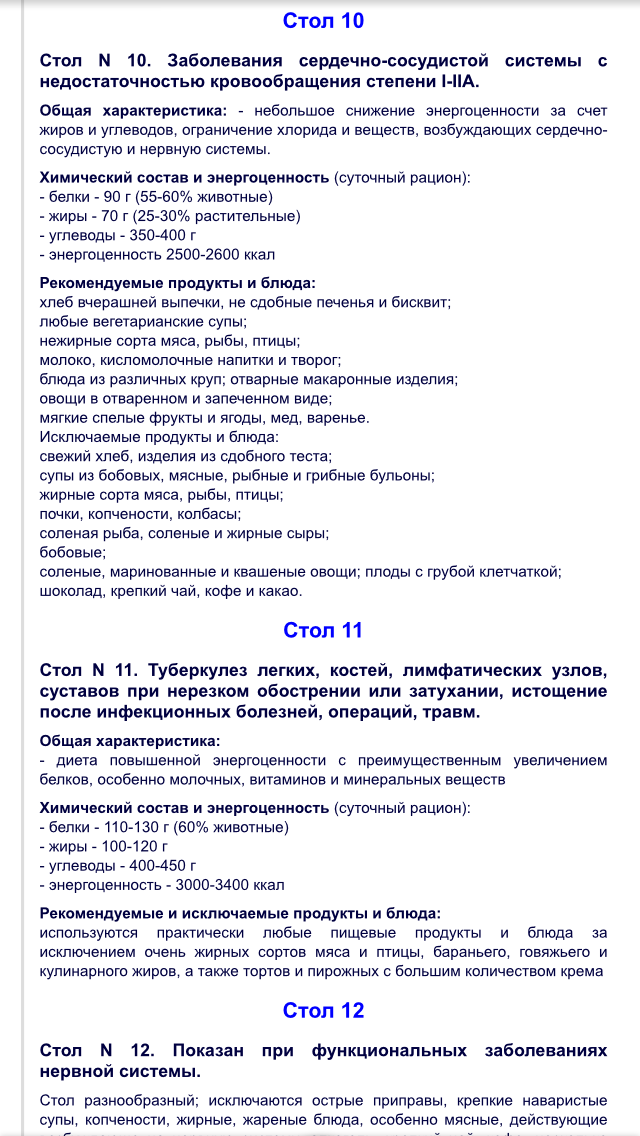 Стол 10
Стол N 10. Заболевания сердечно-сосудистой системы с
недостаточностью кровообращения степени I-IIA.
Общая характеристика: - небольшое снижение энергоценности за счет
жиров и углеводов, ограничение хлорида и веществ, возбуждающих сердечно-
сосудистую и нервную системы.
Химический состав и энергоценность (суточный рацион):
- белки - 90 г (55-60% животные)
- жиры - 70 г (25-30% растительные)
- углеводы - 350-400 г
- энергоценность 2500-2600 ккал
Рекомендуемые продукты и блюда:
хлеб вчерашней выпечки, не сдобные печенья и бисквит;
любые вегетарианские супы;
нежирные сорта мяса, рыбы, птицы;
молоко, кисломолочные напитки и творог;
блюда из различных круп; отварные макаронные изделия;
овощи в отваренном и запеченном виде;
мягкие спелые фрукты и ягоды, мед, варенье.
Исключаемые продукты и блюда:
свежий хлеб, изделия из сдобного теста;
супы из бобовых, мясные, рыбные и грибные бульоны;
жирные сорта мяса, рыбы, птицы;
почки, копчености, колбасы;
соленая рыба, соленые и жирные сыры;
бобовые;
соленые, маринованные и квашеные овощи; плоды с грубой клетчаткой;
шоколад, крепкий чай, кофе и какао.
Стол 11
Стол N 11. Туберкулез легких, костей, лимфатических узлов,
суставов при нерезком обострении или затухании, истощение
после инфекционных болезней, операций, травм.
Общая характеристика:
- диета повышенной энергоценности с преимущественным увеличением
белков, особенно молочных, витаминов и минеральных веществ
Химический состав и энергоценность (суточный рацион):
- белки - 110-130 г (60% животные)
- жиры - 100-120 г
- углеводы - 400-450 г
- энергоценность - 3000-3400 ккал
Рекомендуемые и исключаемые продукты и блюда:
используются практически любые пищевые продукты и блюда за
исключением очень жирных сортов мяса и птицы, бараньего, говяжьего и
кулинарного жиров, а также тортов и пирожных с большим количеством крема
Стол 12
Стол N 12. Показан при функциональных заболеваниях
нервной системы.
Стол разнообразный; исключаются острые приправы, крепкие наваристые
супы, копчености, жирные, жареные блюда, особенно мясные, действующие